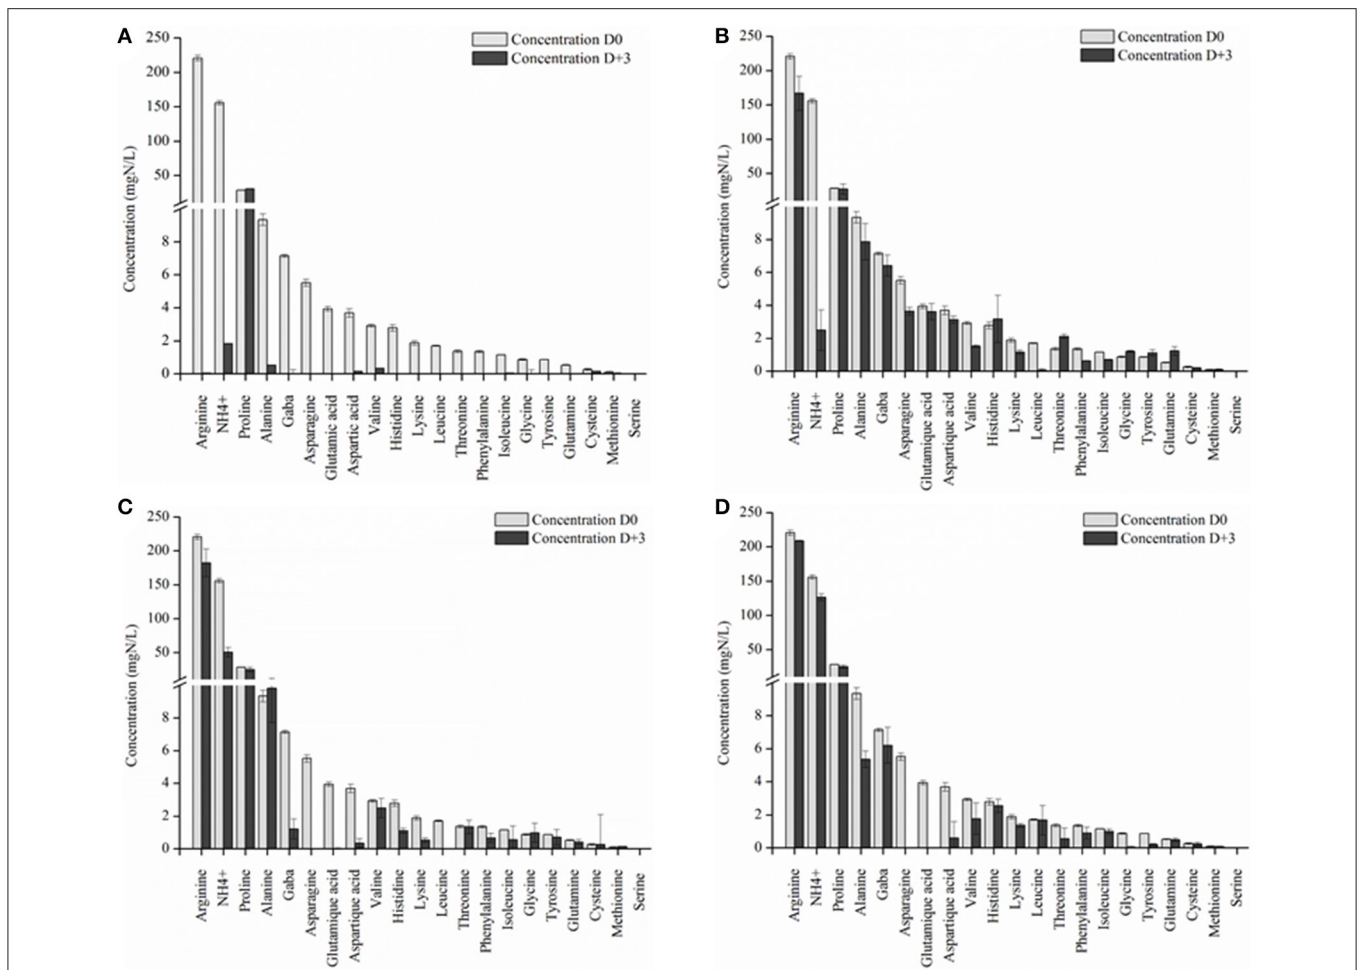 A
Concentration (mgN/L)
250
200
150
100
50
8
6
4
2
0
Concentration D0
Concentration D+3
Arginine
NH4+
Proline
Alanine
Gaba
Asparagine
Glutamic acid
Aspartic acid
Valine
Histidine
Lysine
Leucine
Threonine
Phenylalanine
Isoleucine
Glycine
Tyrosine
Glutamine
Cysteine
Methionine
Serine
B
Concentration (mgN/L)
250
200
150
100
50
8
6
4
2
0
Concentration D0
Concentration D+3
Arginine
NH4+
Proline
Alanine
Gaba
Asparagine
Glutamique acid
Aspartique acid
Valine
Histidine
Lysine
Leucine
Threonine
Phenylalanine
Isoleucine
Glycine
Tyrosine
Glutamine
Cysteine
Methionine
Serine
C
Concentration (mgN/L)
250
200
150
100
50
8
6
4
2
0
Concentration D0
Concentration D+3
Arginine
NH4+
Proline
Alanine
Gaba
Asparagine
Glutamique acid
Aspartique acid
Valine
Histidine
Lysine
Leucine
Threonine
Phenylalanine
Isoleucine
Glycine
Tyrosine
Glutamine
Cysteine
Methionine
Serine
D
Concentration (mgN/L)
250
200
150
100
50
8
6
4
2
0
Concentration D0
Concentration D+3
Arginine
NH4+
Proline
Alanine
Gaba
Asparagine
Glutamique acid
Aspartique acid
Valine
Histidine
Lysine
Leucine
Threonine
Phenylalanine
Isoleucine
Glycine
Tyrosine
Glutamine
Cysteine
Methionine
Serine